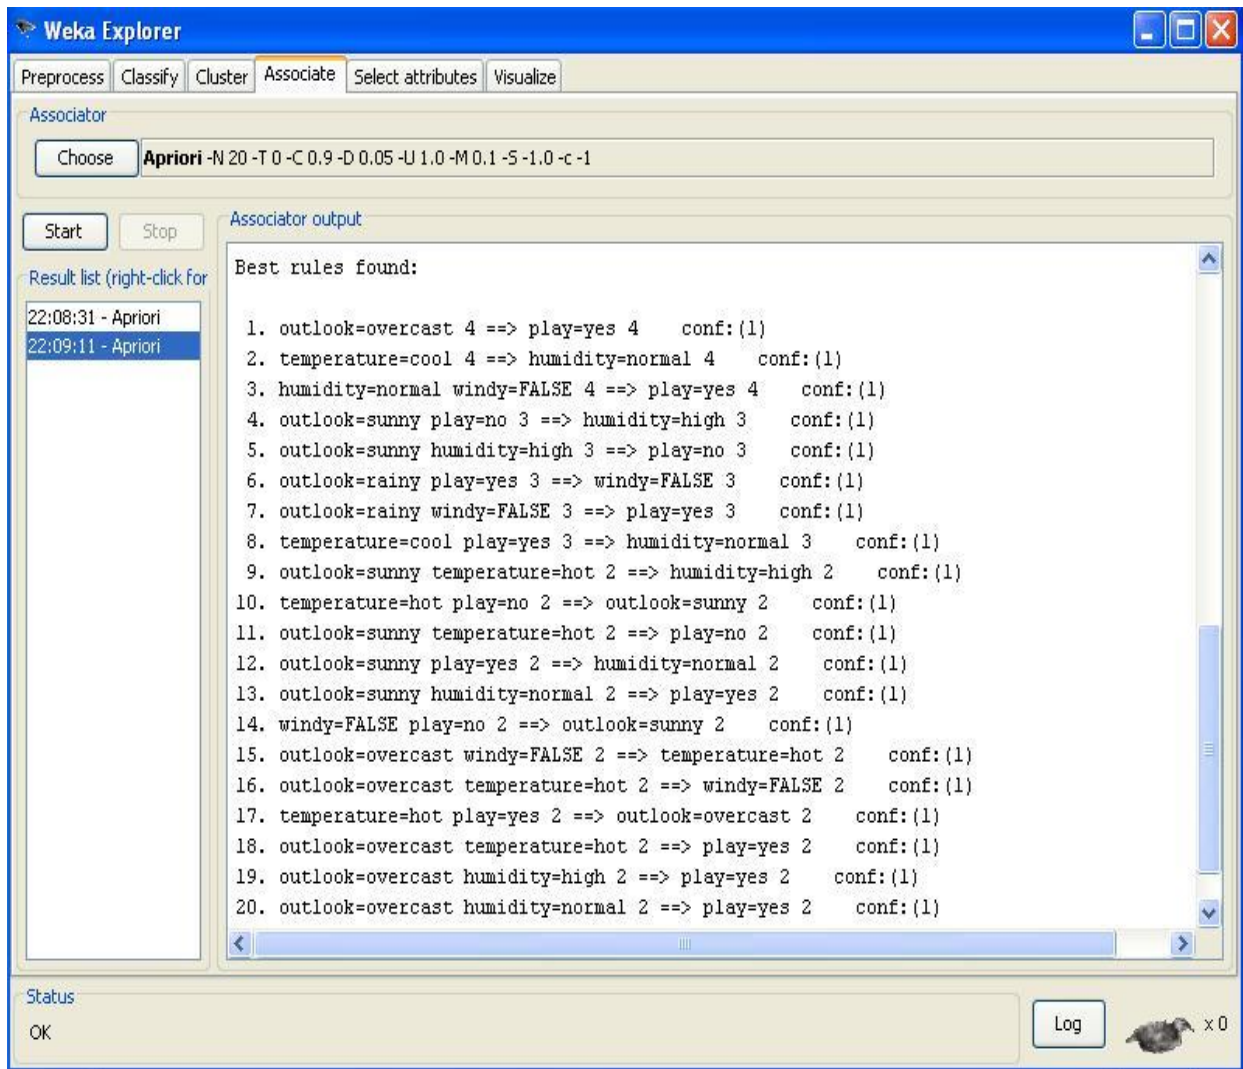 Weka Explorer
Preprocess Classify Cluster Associate Select attributes Visualize
Associator
Choose Apriori -N 20 -T 0 -C 0.9 -D 0.05 -U 1.0 -M 0.1 -S -1.0 -c -1
Start Stop
Result list (right-click for
22:08:31 - Apriori
22:09:11 - Apriori
Associator output
Best rules found:
1. outlook=overcast 4 ==> play=yes 4 conf:(1)
2. temperature=cool 4 ==> humidity=normal 4 conf:(1)
3. humidity=normal windy=FALSE 4 ==> play=yes 4 conf:(1)
4. outlook=sunny play=no 3 ==> humidity=high 3 conf:(1)
5. outlook=sunny humidity=high 3 ==> play=no 3 conf:(1)
6. outlook=rainy play=yes 3 ==> windy=FALSE 3 conf:(1)
7. outlook=rainy windy=FALSE 3 ==> play=yes 3 conf:(1)
8. temperature=cool play=yes 3 ==> humidity=normal 3 conf:(1)
9. outlook=sunny temperature=hot 2 ==> humidity=high 2 conf:(1)
10. temperature=hot play=no 2 ==> outlook=sunny 2 conf:(1)
11. outlook=sunny temperature=hot 2 ==> play=no 2 conf:(1)
12. outlook=sunny play=yes 2 ==> humidity=normal 2 conf:(1)
13. outlook=sunny humidity=normal 2 ==> play=yes 2 conf:(1)
14. windy=FALSE play=no 2 ==> outlook=sunny 2 conf:(1)
15. outlook=overcast windy=FALSE 2 ==> temperature=hot 2 conf:(1)
16. outlook=overcast temperature=hot 2 ==> windy=FALSE 2 conf:(1)
17. temperature=hot play=yes 2 ==> outlook=overcast 2 conf:(1)
18. outlook=overcast temperature=hot 2 ==> play=yes 2 conf:(1)
19. outlook=overcast humidity=high 2 ==> play=yes 2 conf:(1)
20. outlook=overcast humidity=normal 2 ==> play=yes 2 conf:(1)
Status
OK
Log
x 0